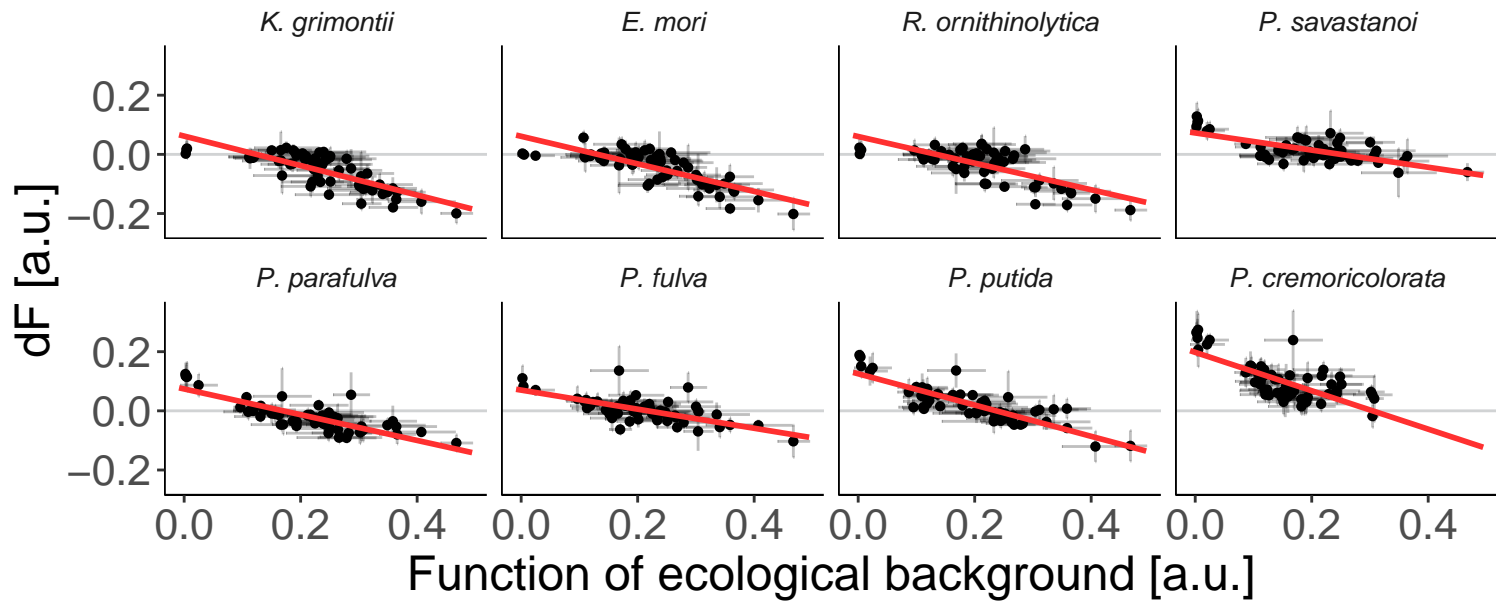 K. grimontii
E. mori
R. ornithinolytica
P. savastanoi
0.2
0.0
−0.2
P. parafulva
P. fulva
P. putida
P. cremoricolorata
0.2
0.0
−0.2
0.0 0.2 0.4
0.0 0.2 0.4
0.0 0.2 0.4
0.0 0.2 0.4
dF [a.u.]
Function of ecological background [a.u.]